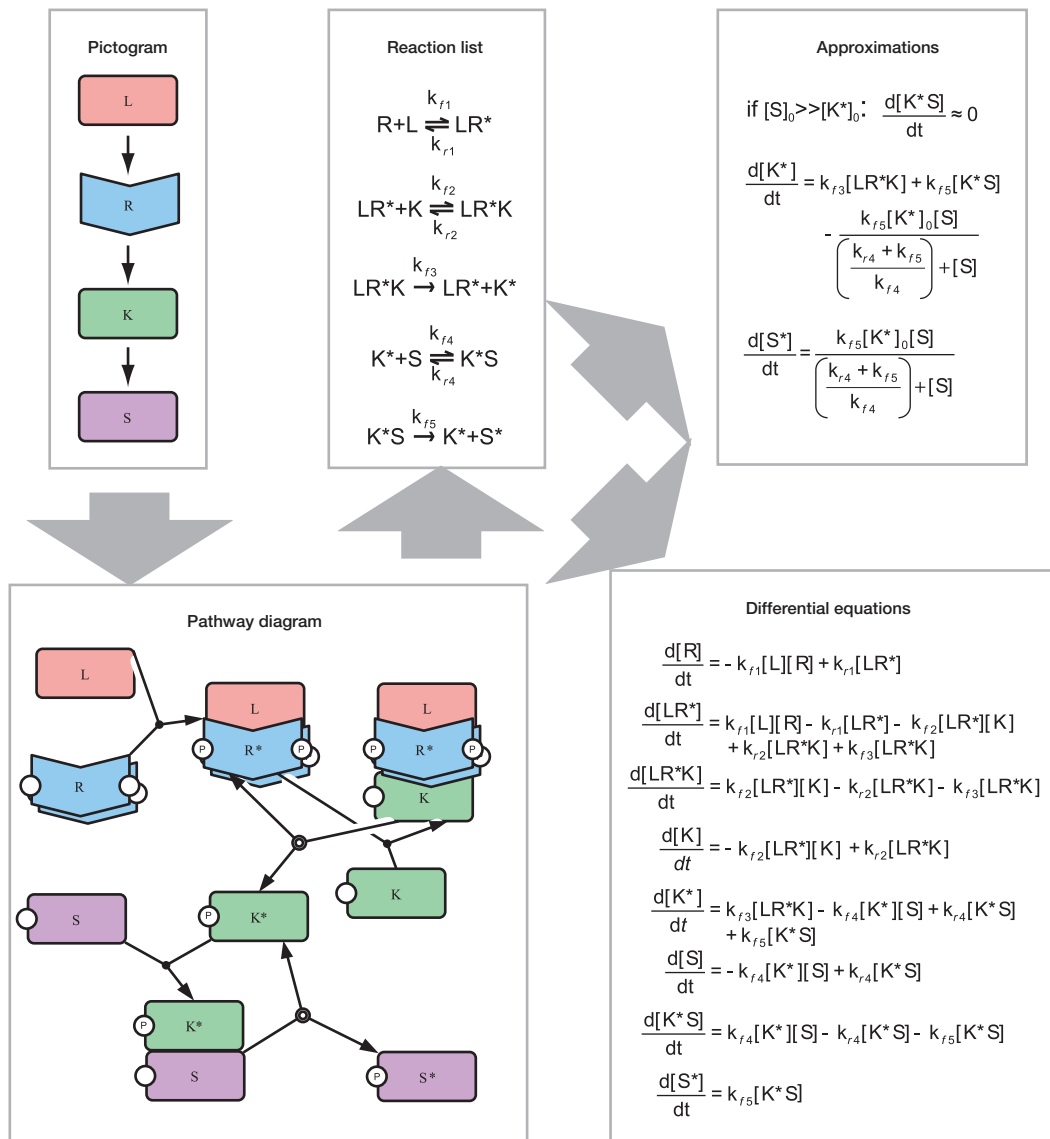 Pictogram
L
R
K
S
Reaction list
k_f1
R+L ⇌ LR*
k_r1
k_f2
LR*+K ⇌ LR*K
k_r2
k_f3
LR*K → LR*+K*
k_f4
K*+S ⇌ K*S
k_r4
k_f5
K*S → K*+S*
Approximations
if [S]₀>>[K*]₀: d[K*S]/dt ≈ 0
d[K*]/dt = k_f3[LR*K] + k_f5[K*S]
- k_f5[K*]₀[S] / ((k_r4 + k_f5)/k_f4) + [S]
d[S*]/dt = k_f5[K*]₀[S] / ((k_r4 + k_f5)/k_f4) + [S]
Pathway diagram
L
L
L
P
R*
P
P
R*
P
R
K
S
P
K*
K
P
K*
S
P
S*
Differential equations
d[R]/dt = - k_f1[L][R] + k_r1[LR*]
d[LR*]/dt = k_f1[L][R] - k_r1[LR*] - k_f2[LR*][K]
+ k_r2[LR*K] + k_f3[LR*K]
d[LR*K]/dt = k_f2[LR*][K] - k_r2[LR*K] - k_f3[LR*K]
d[K]/dt = - k_f2[LR*][K] + k_r2[LR*K]
d[K*]/dt = k_f3[LR*K] - k_f4[K*][S] + k_r4[K*S]
+ k_f5[K*S]
d[S]/dt = - k_f4[K*][S] + k_r4[K*S]
d[K*S]/dt = k_f4[K*][S] - k_r4[K*S] - k_f5[K*S]
d[S*]/dt = k_f5[K*S]